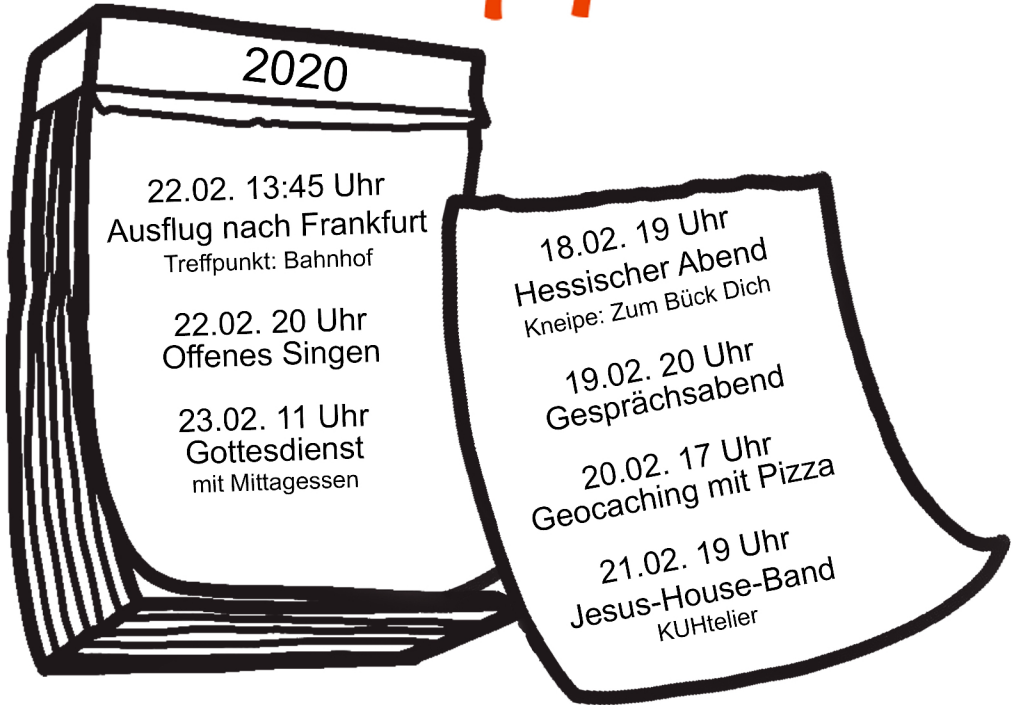 2020
22.02. 13:45 Uhr
Ausflug nach Frankfurt
Treffpunkt: Bahnhof
22.02. 20 Uhr
Offenes Singen
23.02. 11 Uhr
Gottesdienst
mit Mittagessen
18.02. 19 Uhr
Hessischer Abend
Kneipe: Zum Bück Dich
19.02. 20 Uhr
Gesprächsabend
20.02. 17 Uhr
Geocaching mit Pizza
21.02. 19 Uhr
Jesus-House-Band
KUHtelier